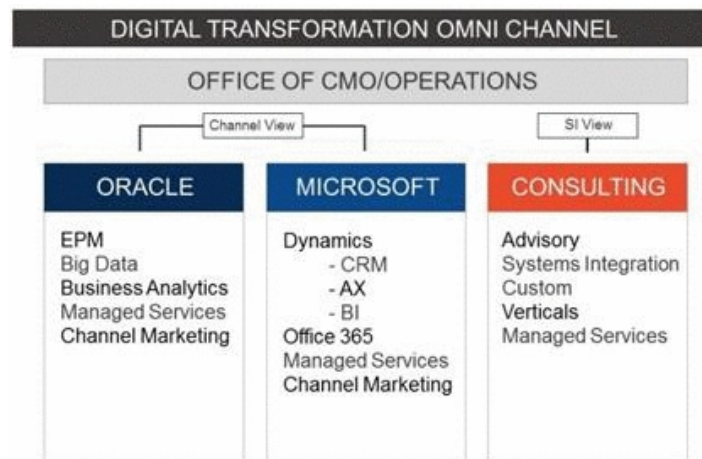 DIGITAL TRANSFORMATION OMNI CHANNEL
OFFICE OF CMO/OPERATIONS
Channel View
SI View
ORACLE
EPM
Big Data
Business Analytics
Managed Services
Channel Marketing
MICROSOFT
Dynamics
- CRM
- AX
- BI
Office 365
Managed Services
Channel Marketing
CONSULTING
Advisory
Systems Integration
Custom
Verticals
Managed Services